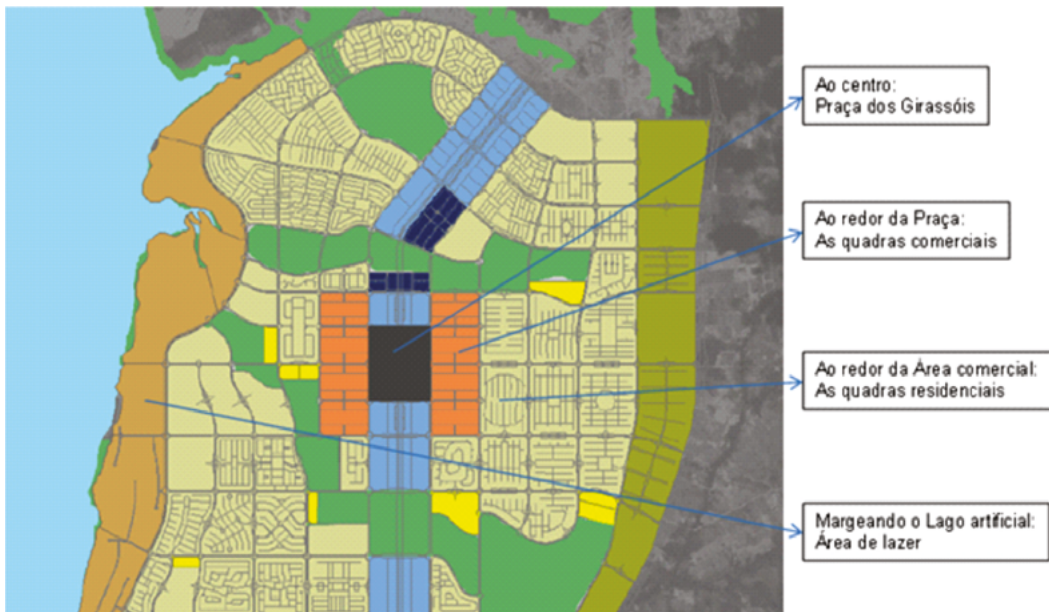 Ao centro:
Praça dos Girassóis
Ao redor da Praça:
As quadras comerciais
Ao redor da Área comercial:
As quadras residenciais
Margeando o Lago artificial:
Área de lazer